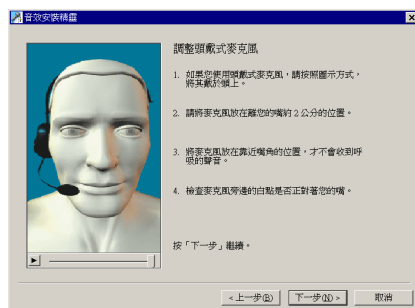 音效安裝精靈
調整頭戴式麥克風
1. 如果您使用頭戴式麥克風，請按照圖示方式，
將其戴於頭上。
2. 請將麥克風放在離您的嘴約 2 公分的位置。
3. 將麥克風放在靠近嘴角的位置，才不會收到呼
吸的聲音。
4. 檢查麥克風旁邊的白點是否正對著您的嘴。
按「下一步」繼續。
< 上一步(B)
下一步(N) >
取消